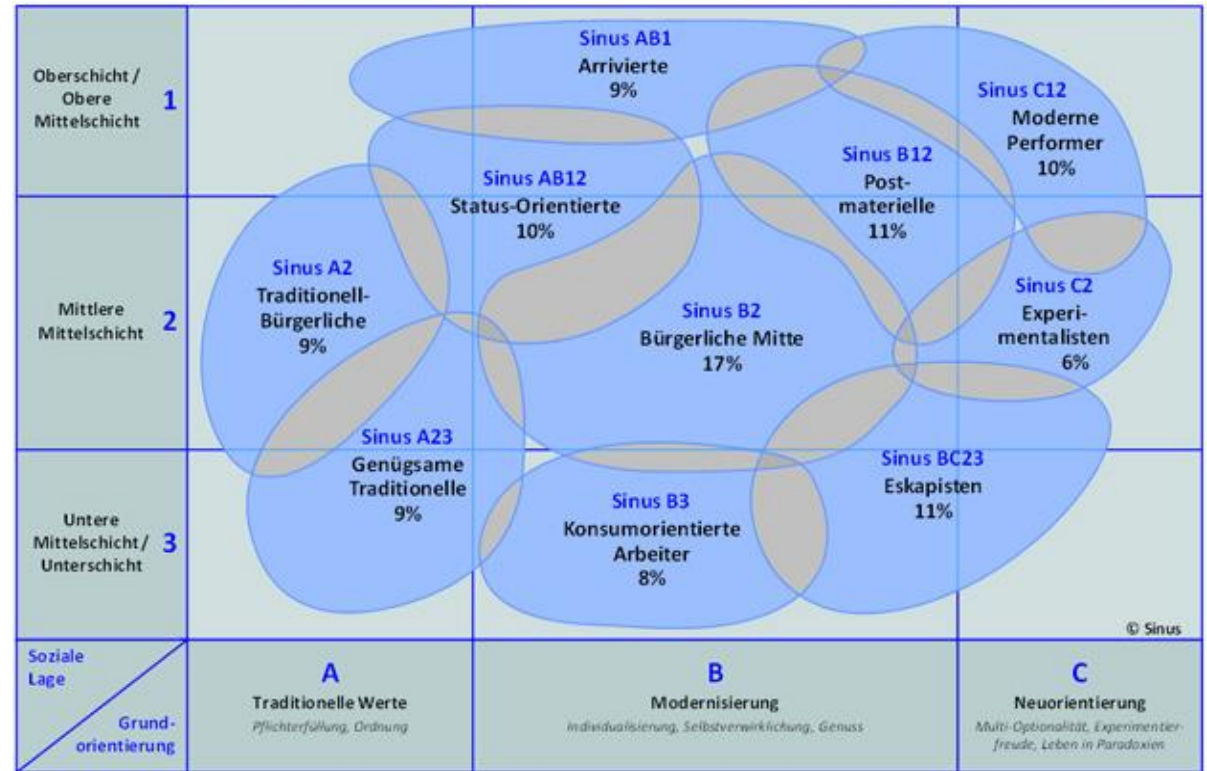 Oberschicht /
Obere
Mittelschicht
1
Sinus AB1
Arrivierte
9%
Sinus C12
Moderne
Performer
10%
Sinus AB12
Status-Orientierte
10%
Sinus B12
Post-
materielle
11%
Mittlere
Mittelschicht
2
Sinus A2
Traditionell-
Bürgerliche
9%
Sinus B2
Bürgerliche Mitte
17%
Sinus C2
Experi-
mentalisten
6%
Untere
Mittelschicht/
Unterschicht
3
Sinus A23
Genügsame
Traditionelle
9%
Sinus B3
Konsumorientierte
Arbeiter
8%
Sinus BC23
Eskapisten
11%
© Sinus
Soziale
Lage
Grund-
orientierung
A
Traditionelle Werte
Pflichterfüllung, Ordnung
B
Modernisierung
Individualisierung, Selbstverwirklichung, Genuss
C
Neuorientierung
Multi-Optionalität, Experimentier-
freude, Leben in Paradoxien